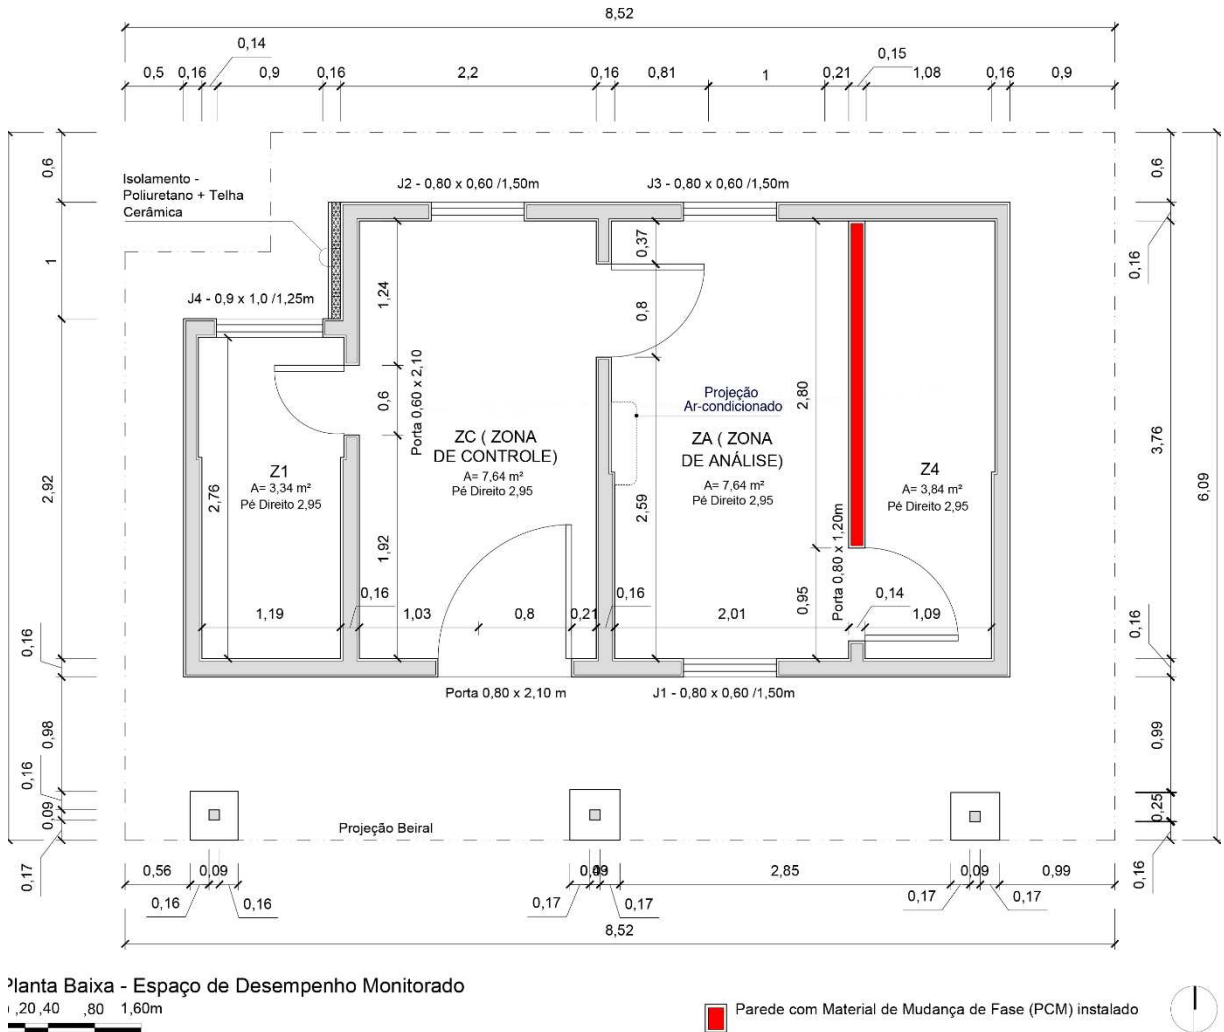 8,52
0,14
0,15
0,5 0,16 0,9 0,16 2,2 0,16 0,81 1 0,21 1,08 0,16 0,9
0,6
1
2,92
0,16
0,98
0,16
0,09
0,17
Isolamento -
Poliuretano + Telha
Cerâmica
J2 - 0,80 x 0,60 /1,50m
J3 - 0,80 x 0,60 /1,50m
J4 - 0,9 x 1,0 /1,25m
1,24
0,6
1,92
Porta 0,60 x 2,10
0,37
0,8
2,59
2,80
0,95
Porta 0,80 x 1,20m
Projeção
Ar-condicionado
ZC ( ZONA
DE CONTROLE)
A= 7,64 m²
Pé Direito 2,95
ZA ( ZONA
DE ANÁLISE)
A= 7,64 m²
Pé Direito 2,95
Z1
A= 3,34 m²
Pé Direito 2,95
Z4
A= 3,84 m²
Pé Direito 2,95
2,76
1,19
0,16
1,03
0,8
0,21
0,16
2,01
0,14
1,09
Porta 0,80 x 2,10 m
J1 - 0,80 x 0,60 /1,50m
0,6
0,16
3,76
0,16
0,99
0,25
0,16
6,09
Projeção Beiral
0,56 0,09 2,85 0,09 0,99
0,16 0,16 0,17 0,17 0,17 0,17
8,52
Planta Baixa - Espaço de Desempenho Monitorado
,20 ,40 ,80 1,60m
Parede com Material de Mudança de Fase (PCM) instalado